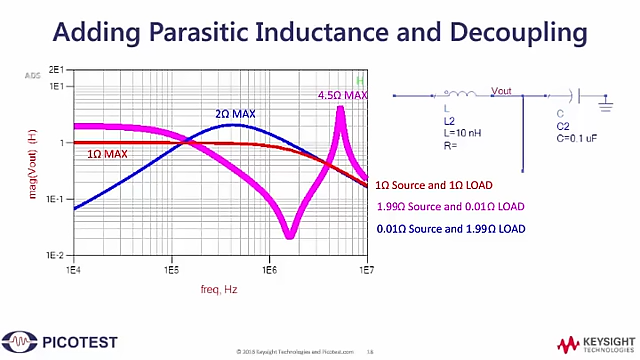 Adding Parasitic Inductance and Decoupling
ADS
2E1
1E1
1
1E-1
1E-2
mag(Vout) (H)
H
4.5Ω MAX
2Ω MAX
1Ω MAX
1E4
1E5
1E6
1E7
freq, Hz
Vout
L
L2
L=10 nH
R=
C
C2
C=0.1 uF
1Ω Source and 1Ω LOAD
1.99Ω Source and 0.01Ω LOAD
0.01Ω Source and 1.99Ω LOAD
PICOTEST
© 2018 Keysight Technologies and Picotest.com
KEYSIGHT
TECHNOLOGIES